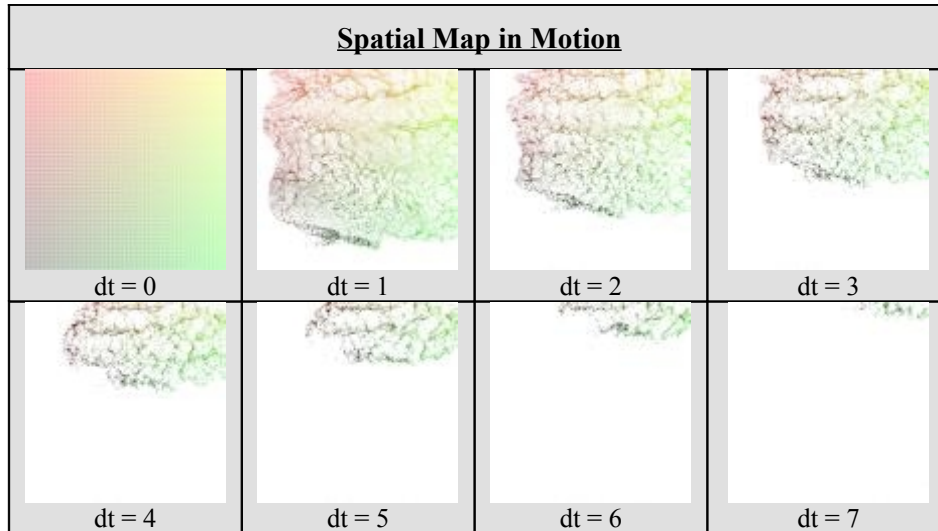 Spatial Map in Motion
dt = 0
dt = 1
dt = 2
dt = 3
dt = 4
dt = 5
dt = 6
dt = 7